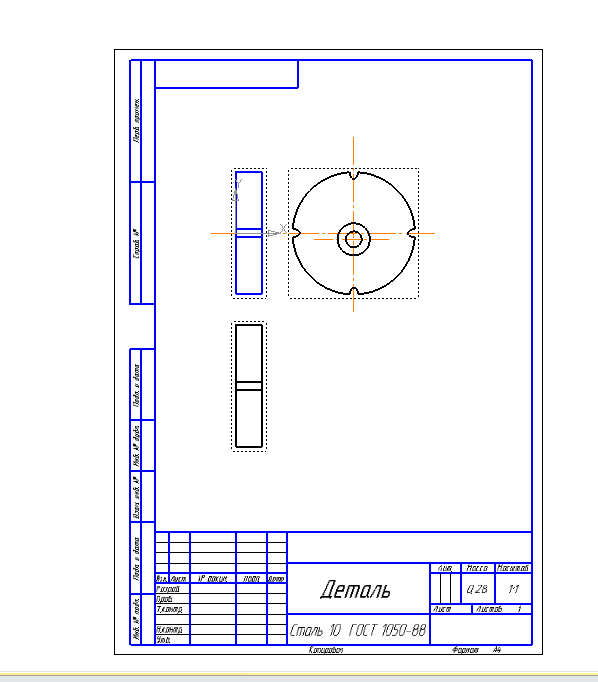 Перв. примен.
Справ. №
Подп. и дата
Инв. № дубл.
Взам. инв. №
Подп. и дата
Инв. № подл.
Y
X
Изм. Лист № докум. Подп. Дата
Разраб.
Пров.
Т.контр.
Н.контр.
Утв.
Деталь
Сталь 10 ГОСТ 1050-88
Лит. Масса Масштаб
0,28 1:1
Лист Листов 1
Копировал Формат А4